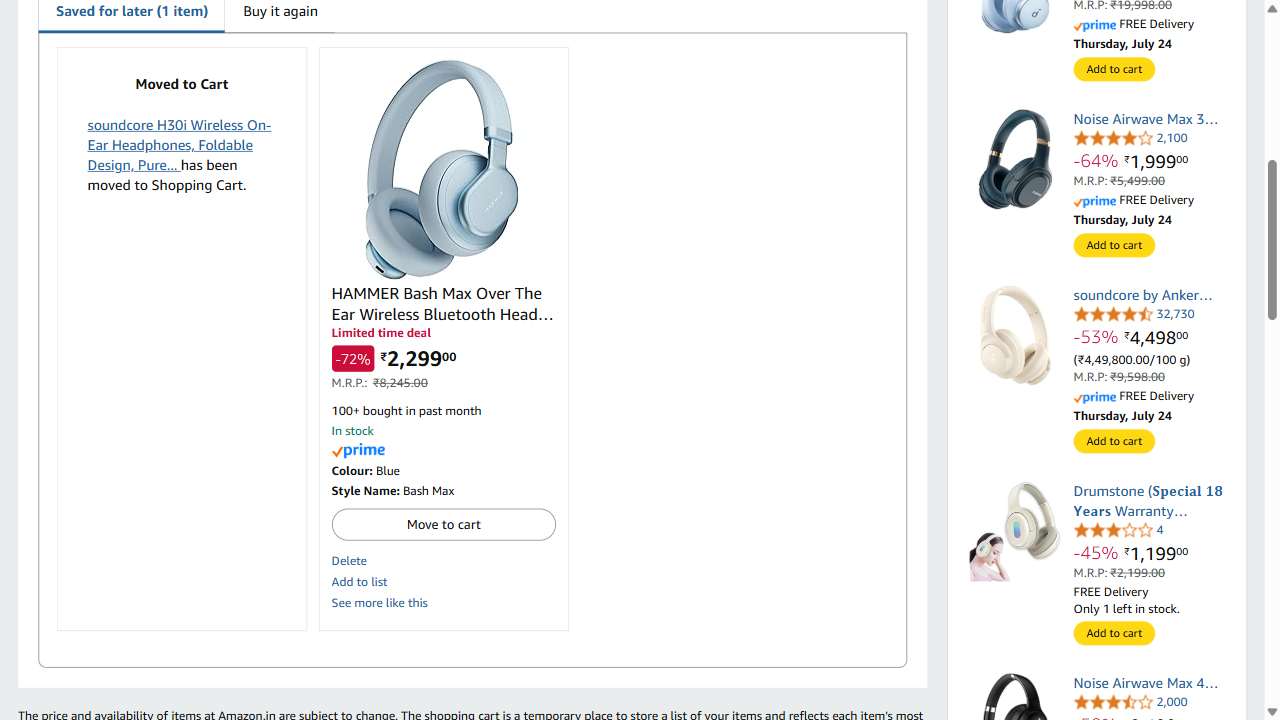 Saved for later (1 item)
Buy it again
Moved to Cart
soundcore H30i Wireless On-
Ear Headphones, Foldable
Design, Pure... has been
moved to Shopping Cart.
HAMMER Bash Max Over The
Ear Wireless Bluetooth Head…
Limited time deal
-72% ₹2,29900
M.R.P.: ₹8,245.00
100+ bought in past month
In stock
prime
Colour: Blue
Style Name: Bash Max
Move to cart
Delete
Add to list
See more like this
The price and availability of items at Amazon.in are subject to change. The shopping cart is a temporary place to store a list of your items and reflects each item's most
M.R.P: ₹19,998.00
prime FREE Delivery
Thursday, July 24
Add to cart
Noise Airwave Max 3…
2,100
-64% ₹1,99900
M.R.P: ₹5,499.00
prime FREE Delivery
Thursday, July 24
Add to cart
soundcore by Anker…
32,730
-53% ₹4,49800
(₹4,49,800.00/100 g)
M.R.P: ₹9,598.00
prime FREE Delivery
Thursday, July 24
Add to cart
Drumstone (𝐒𝐩𝐞𝐜𝐢𝐚𝐥 𝟏𝟖
𝐘𝐞𝐚𝐫𝐬 Warranty…
4
-45% ₹1,19900
M.R.P: ₹2,199.00
FREE Delivery
Only 1 left in stock.
Add to cart
Noise Airwave Max 4…
2,000